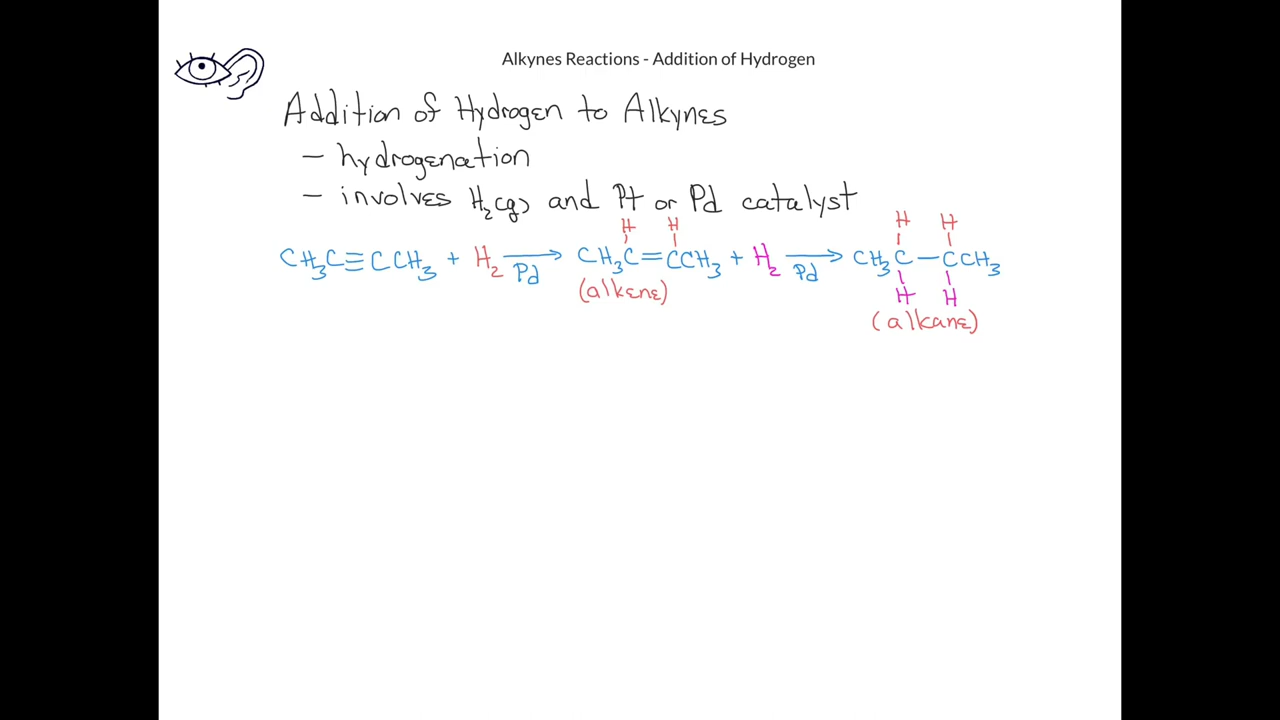 Alkynes Reactions - Addition of Hydrogen
Addition of Hydrogen to Alkynes
– hydrogenation
– involves H₂(g) and Pt or Pd catalyst
H H H H
CH₃C≡CCH₃ + H₂ → CH₃C=CCH₃ + H₂ → CH₃C–CCH₃
Pd Pd
(alkene) H H
(alkane)